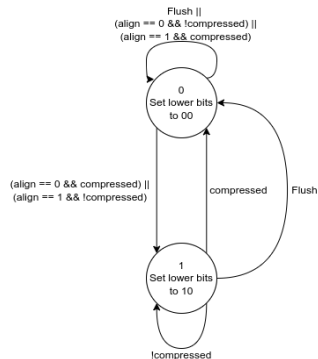 Flush ||
(align == 0 && !compressed) ||
(align == 1 && compressed)
0
Set lower bits
to 00
(align == 0 && compressed) ||
(align == 1 && !compressed)
compressed
Flush
1
Set lower bits
to 10
!compressed